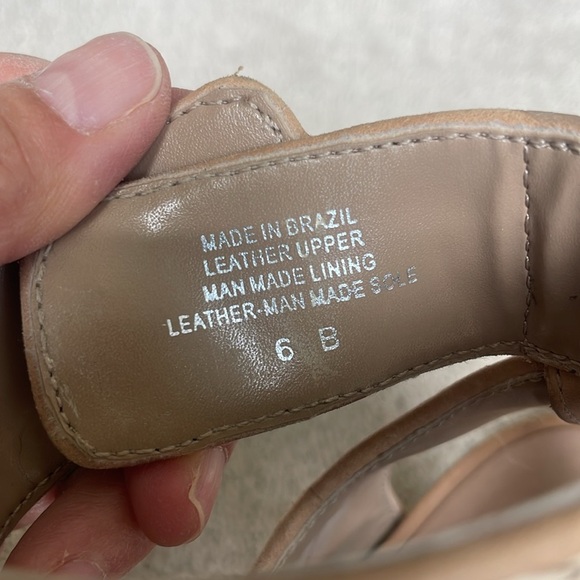 MADE IN BRAZIL
LEATHER UPPER
MAN MADE LINING
LEATHER-MAN MADE SOLE
6 B